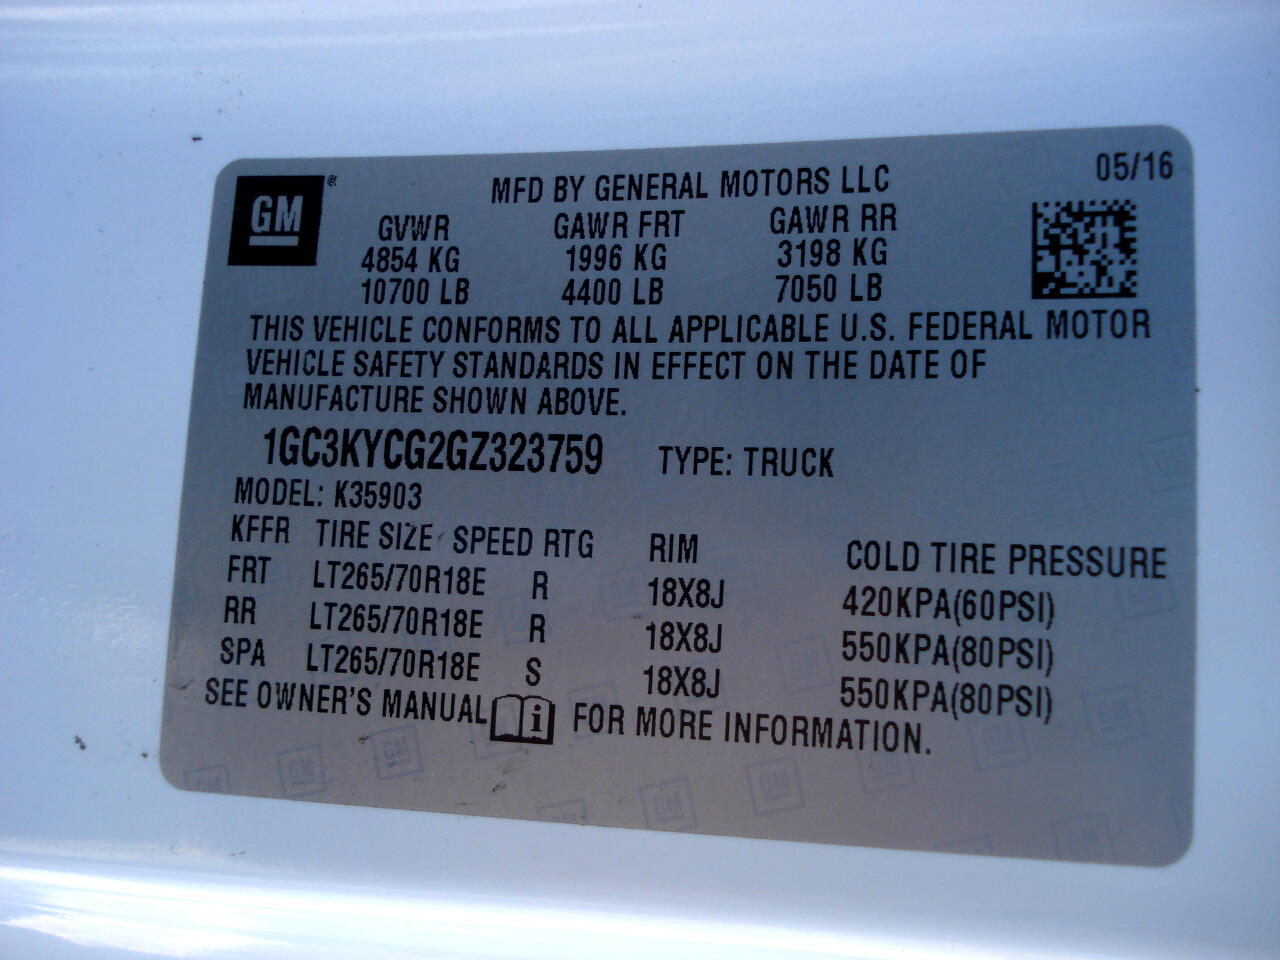 GM®
MFD BY GENERAL MOTORS LLC
05/16
GVWR GAWR FRT GAWR RR
4854 KG 1996 KG 3198 KG
10700 LB 4400 LB 7050 LB
THIS VEHICLE CONFORMS TO ALL APPLICABLE U.S. FEDERAL MOTOR
VEHICLE SAFETY STANDARDS IN EFFECT ON THE DATE OF
MANUFACTURE SHOWN ABOVE.
1GC3KYCG2GZ323759 TYPE: TRUCK
MODEL: K35903
KFFR TIRE SIZE SPEED RTG RIM COLD TIRE PRESSURE
FRT LT265/70R18E R 18X8J 420KPA(60PSI)
RR LT265/70R18E R 18X8J 550KPA(80PSI)
SPA LT265/70R18E S 18X8J 550KPA(80PSI)
SEE OWNER'S MANUAL i FOR MORE INFORMATION.